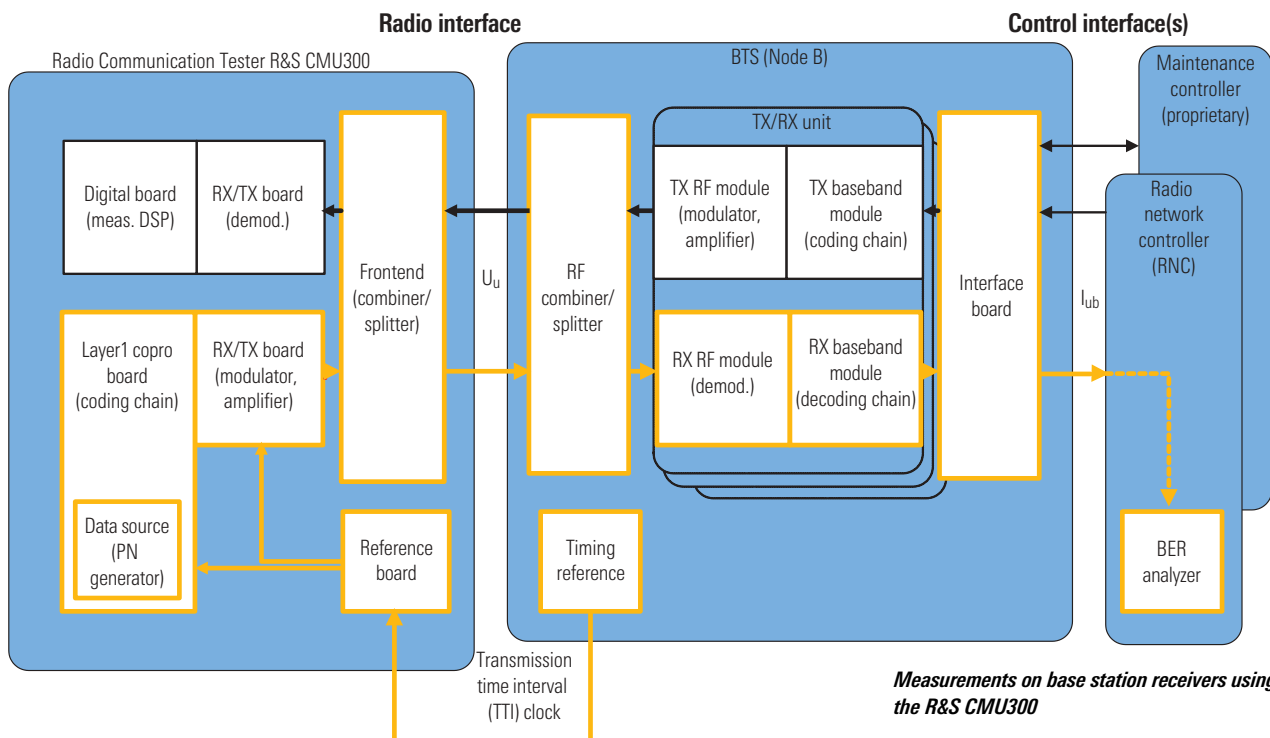 Radio interface
Control interface(s)
Radio Communication Tester R&S CMU300
BTS (Node B)
Maintenance
controller
(proprietary)
TX/RX unit
Digital board
(meas. DSP)
RX/TX board
(demod.)
Frontend
(combiner/
splitter)
Uu
RF
combiner/
splitter
TX RF module
(modulator,
amplifier)
TX baseband
module
(coding chain)
Interface
board
Radio
network
controller
(RNC)
Iub
Layer1 copro
board
(coding chain)
RX/TX board
(modulator,
amplifier)
RX RF module
(demod.)
RX baseband
module
(decoding chain)
Data source
(PN
generator)
Reference
board
Timing
reference
BER
analyzer
Transmission
time interval
(TTI) clock
Measurements on base station receivers using
the R&S CMU300